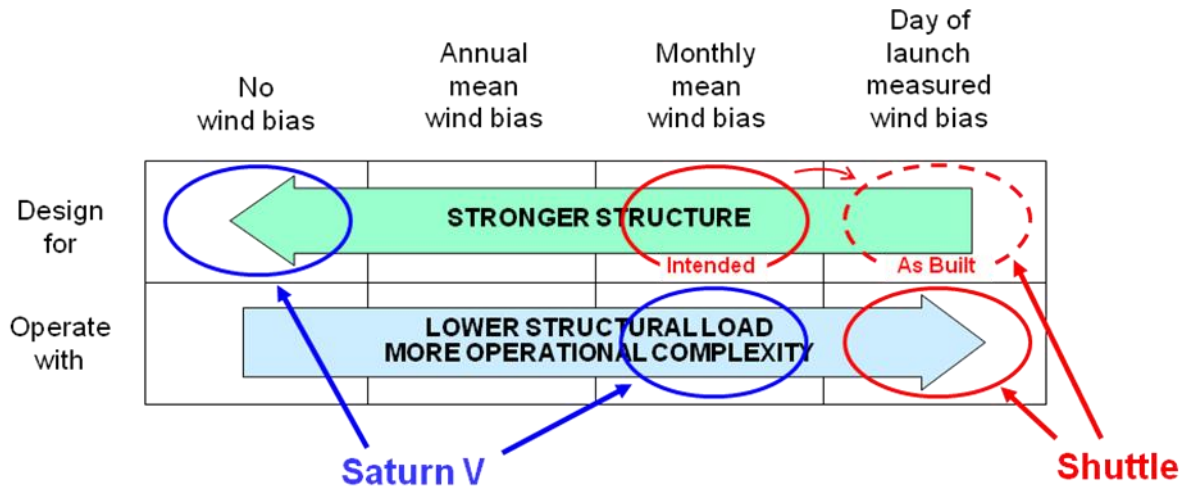 No
wind bias
Annual
mean
wind bias
Monthly
mean
wind bias
Day of
launch
measured
wind bias
Design
for
STRONGER STRUCTURE
Intended
As Built
Operate
with
LOWER STRUCTURAL LOAD
MORE OPERATIONAL COMPLEXITY
Saturn V
Shuttle